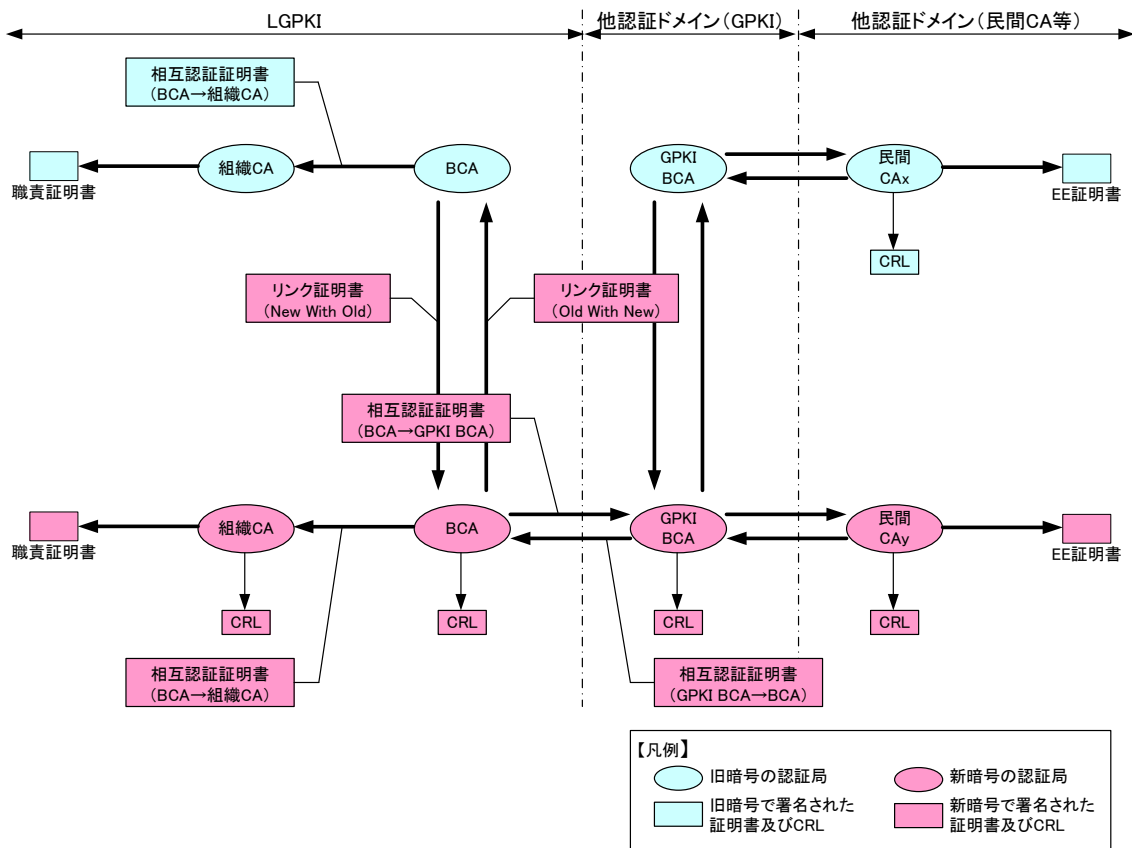 LGPKI
他認証ドメイン(GPKI)
他認証ドメイン(民間CA等)
相互認証証明書
(BCA→組織CA)
職責証明書
組織CA
BCA
GPKI
BCA
民間
CAx
EE証明書
CRL
リンク証明書
(New With Old)
リンク証明書
(Old With New)
相互認証証明書
(BCA→GPKI BCA)
職責証明書
組織CA
BCA
GPKI
BCA
民間
CAy
EE証明書
CRL
CRL
CRL
CRL
相互認証証明書
(BCA→組織CA)
相互認証証明書
(GPKI BCA→BCA)
【凡例】
旧暗号の認証局
新暗号の認証局
旧暗号で署名された
証明書及びCRL
新暗号で署名された
証明書及びCRL